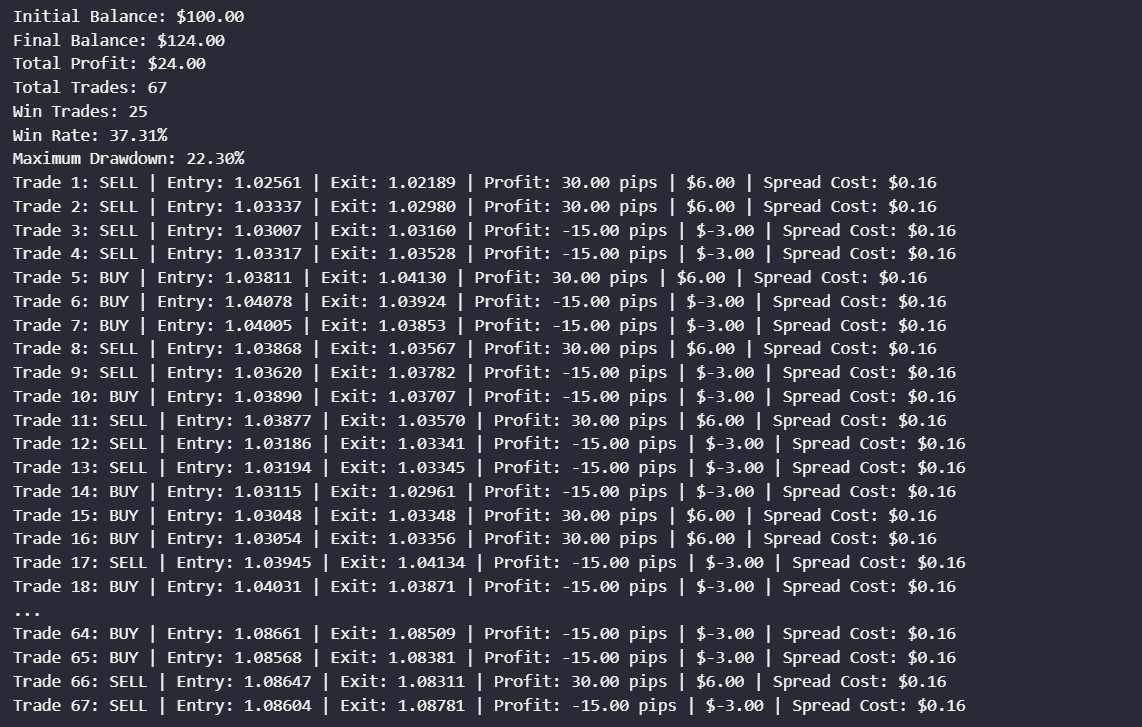 Initial Balance: $100.00
Final Balance: $124.00
Total Profit: $24.00
Total Trades: 67
Win Trades: 25
Win Rate: 37.31%
Maximum Drawdown: 22.30%
Trade 1: SELL | Entry: 1.02561 | Exit: 1.02189 | Profit: 30.00 pips | $6.00 | Spread Cost: $0.16
Trade 2: SELL | Entry: 1.03337 | Exit: 1.02980 | Profit: 30.00 pips | $6.00 | Spread Cost: $0.16
Trade 3: SELL | Entry: 1.03007 | Exit: 1.03160 | Profit: -15.00 pips | $-3.00 | Spread Cost: $0.16
Trade 4: SELL | Entry: 1.03317 | Exit: 1.03528 | Profit: -15.00 pips | $-3.00 | Spread Cost: $0.16
Trade 5: BUY | Entry: 1.03811 | Exit: 1.04130 | Profit: 30.00 pips | $6.00 | Spread Cost: $0.16
Trade 6: BUY | Entry: 1.04078 | Exit: 1.03924 | Profit: -15.00 pips | $-3.00 | Spread Cost: $0.16
Trade 7: BUY | Entry: 1.04005 | Exit: 1.03853 | Profit: -15.00 pips | $-3.00 | Spread Cost: $0.16
Trade 8: SELL | Entry: 1.03868 | Exit: 1.03567 | Profit: 30.00 pips | $6.00 | Spread Cost: $0.16
Trade 9: SELL | Entry: 1.03620 | Exit: 1.03782 | Profit: -15.00 pips | $-3.00 | Spread Cost: $0.16
Trade 10: BUY | Entry: 1.03890 | Exit: 1.03707 | Profit: -15.00 pips | $-3.00 | Spread Cost: $0.16
Trade 11: SELL | Entry: 1.03877 | Exit: 1.03570 | Profit: 30.00 pips | $6.00 | Spread Cost: $0.16
Trade 12: SELL | Entry: 1.03186 | Exit: 1.03341 | Profit: -15.00 pips | $-3.00 | Spread Cost: $0.16
Trade 13: SELL | Entry: 1.03194 | Exit: 1.03345 | Profit: -15.00 pips | $-3.00 | Spread Cost: $0.16
Trade 14: BUY | Entry: 1.03115 | Exit: 1.02961 | Profit: -15.00 pips | $-3.00 | Spread Cost: $0.16
Trade 15: BUY | Entry: 1.03048 | Exit: 1.03348 | Profit: 30.00 pips | $6.00 | Spread Cost: $0.16
Trade 16: BUY | Entry: 1.03054 | Exit: 1.03356 | Profit: 30.00 pips | $6.00 | Spread Cost: $0.16
Trade 17: SELL | Entry: 1.03945 | Exit: 1.04134 | Profit: -15.00 pips | $-3.00 | Spread Cost: $0.16
Trade 18: BUY | Entry: 1.04031 | Exit: 1.03871 | Profit: -15.00 pips | $-3.00 | Spread Cost: $0.16
...
Trade 64: BUY | Entry: 1.08661 | Exit: 1.08509 | Profit: -15.00 pips | $-3.00 | Spread Cost: $0.16
Trade 65: BUY | Entry: 1.08568 | Exit: 1.08381 | Profit: -15.00 pips | $-3.00 | Spread Cost: $0.16
Trade 66: SELL | Entry: 1.08647 | Exit: 1.08311 | Profit: 30.00 pips | $6.00 | Spread Cost: $0.16
Trade 67: SELL | Entry: 1.08604 | Exit: 1.08781 | Profit: -15.00 pips | $-3.00 | Spread Cost: $0.16